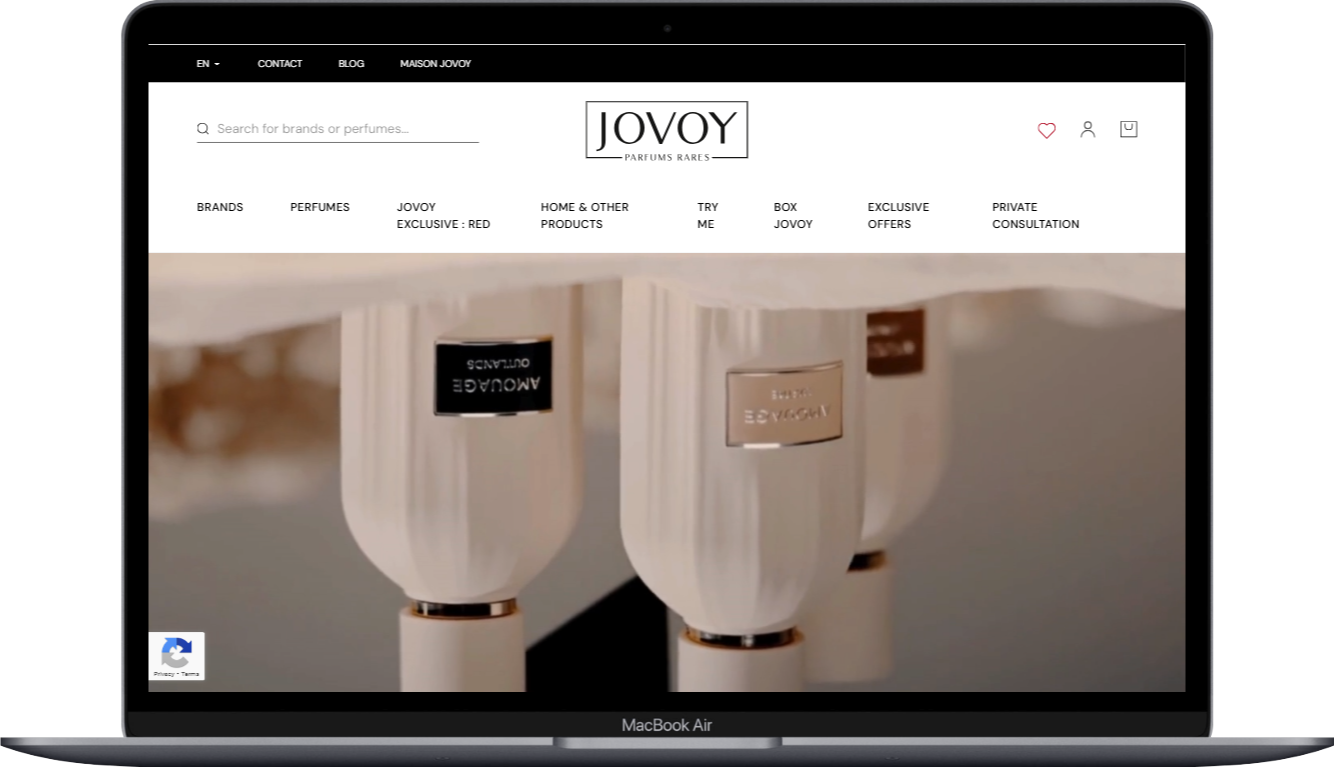 EN
CONTACT
BLOG
MAISON JOVOY
Search for brands or perfumes...
JOVOY
PARFUMS RARES
BRANDS
PERFUMES
JOVOY
EXCLUSIVE : RED
HOME & OTHER
PRODUCTS
TRY
ME
BOX
JOVOY
EXCLUSIVE
OFFERS
PRIVATE
CONSULTATION
AMOUAGE
OUTLANDS
AMOUAGE
Privacy - Terms
MacBook Air